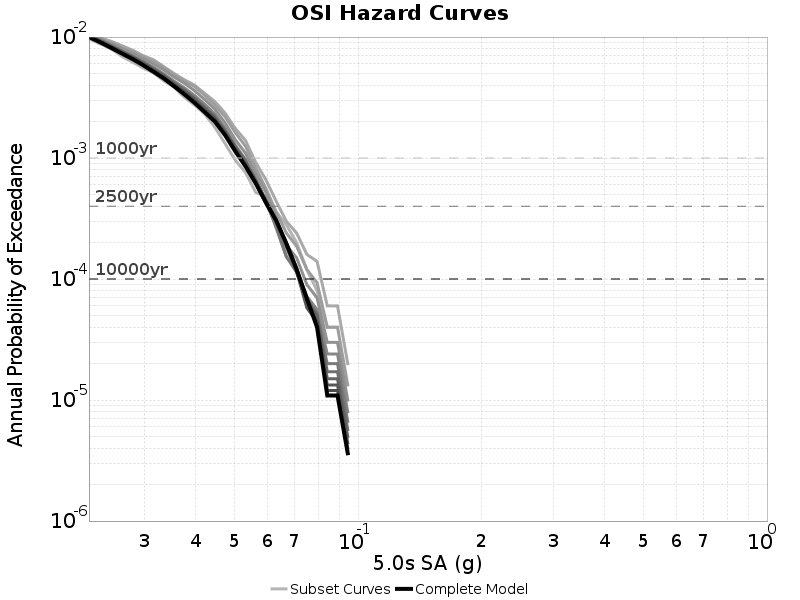 OSI Hazard Curves
Annual Probability of Exceedance
10-2
10-3
10-4
10-5
10-6
1000yr
2500yr
10000yr
3 4 5 6 7 10-1 2 3 4 5 6 7 100
5.0s SA (g)
Subset Curves Complete Model